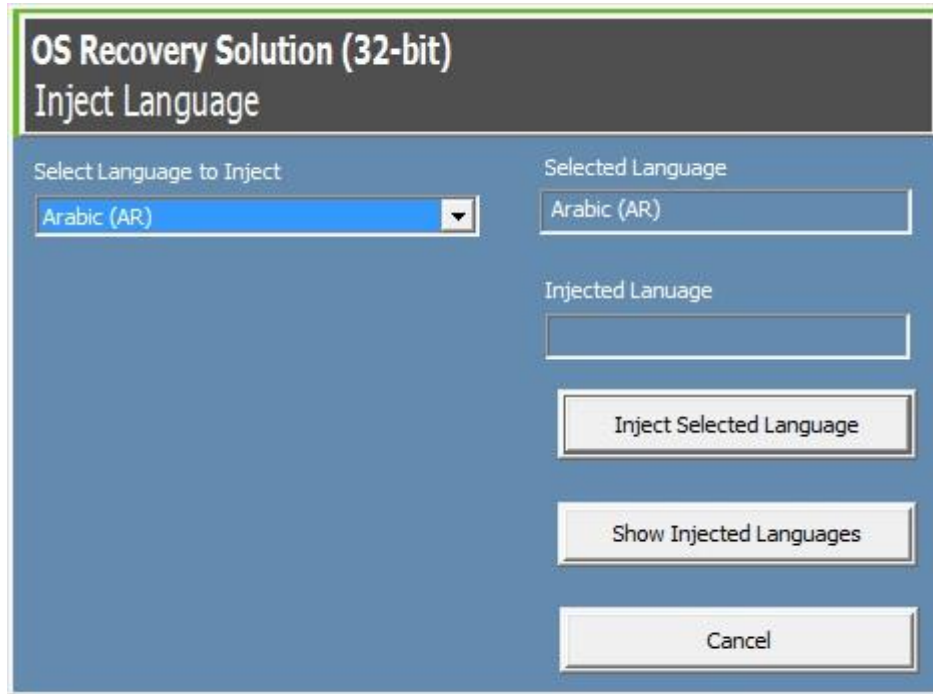 OS Recovery Solution (32-bit)
Inject Language
Select Language to Inject
Arabic (AR)
Selected Language
Arabic (AR)
Injected Lanuage
Inject Selected Language
Show Injected Languages
Cancel